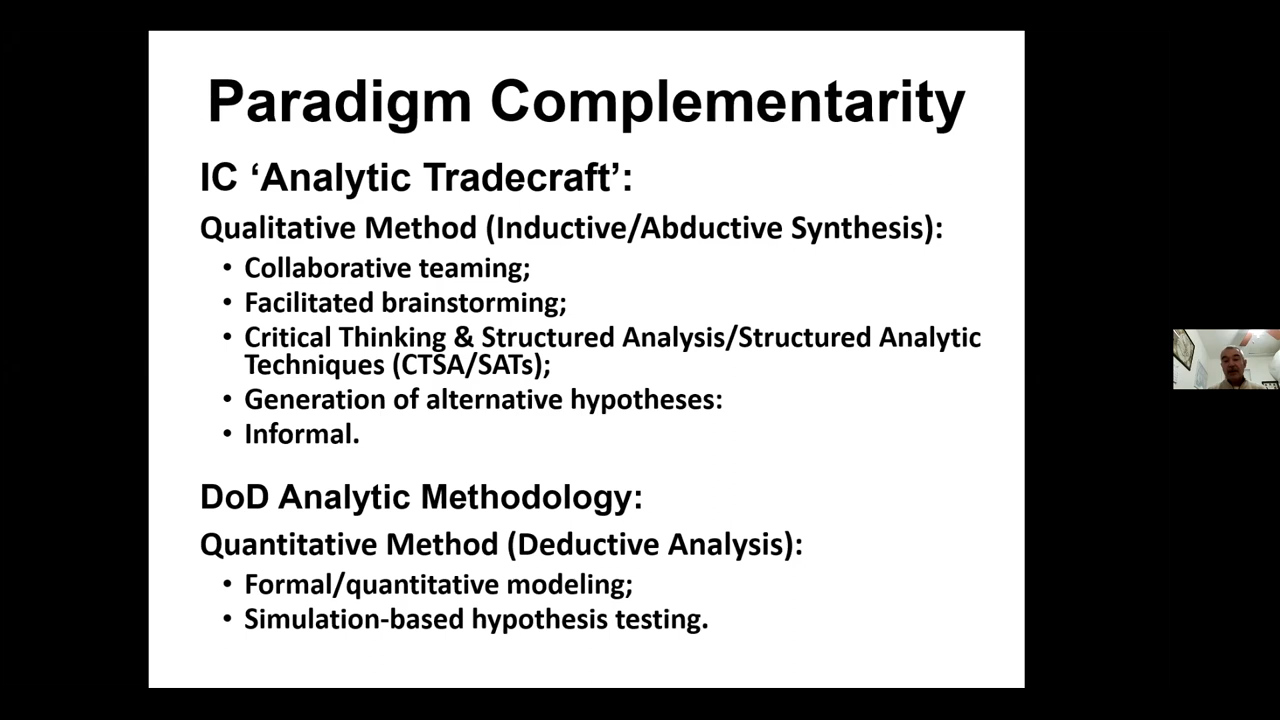 Paradigm Complementarity
IC ‘Analytic Tradecraft’:
Qualitative Method (Inductive/Abductive Synthesis):
• Collaborative teaming;
• Facilitated brainstorming;
• Critical Thinking & Structured Analysis/Structured Analytic
Techniques (CTSA/SATs);
• Generation of alternative hypotheses:
• Informal.
DoD Analytic Methodology:
Quantitative Method (Deductive Analysis):
• Formal/quantitative modeling;
• Simulation-based hypothesis testing.